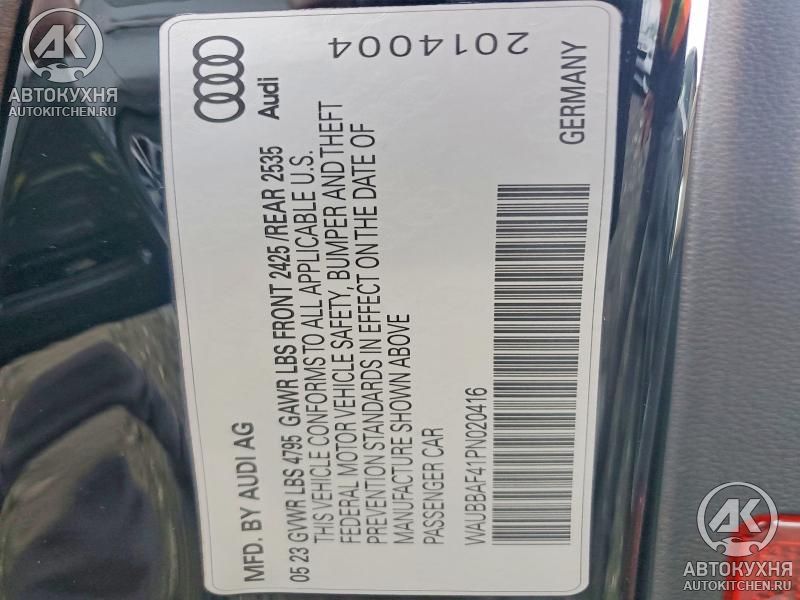 MFD. BY AUDI AG
05 23 GVWR LBS 4795 GAWR LBS FRONT 2425 /REAR 2535
THIS VEHICLE CONFORMS TO ALL APPLICABLE U.S.
FEDERAL MOTOR VEHICLE SAFETY, BUMPER AND THEFT
PREVENTION STANDARDS IN EFFECT ON THE DATE OF
MANUFACTURE SHOWN ABOVE
PASSENGER CAR
WAUBBAF41PN020416
Audi
2014004
GERMANY
АК
АВТОКУХНЯ
AUTOKITCHEN.RU
АК
АВТОКУХНЯ
AUTOKITCHEN.RU